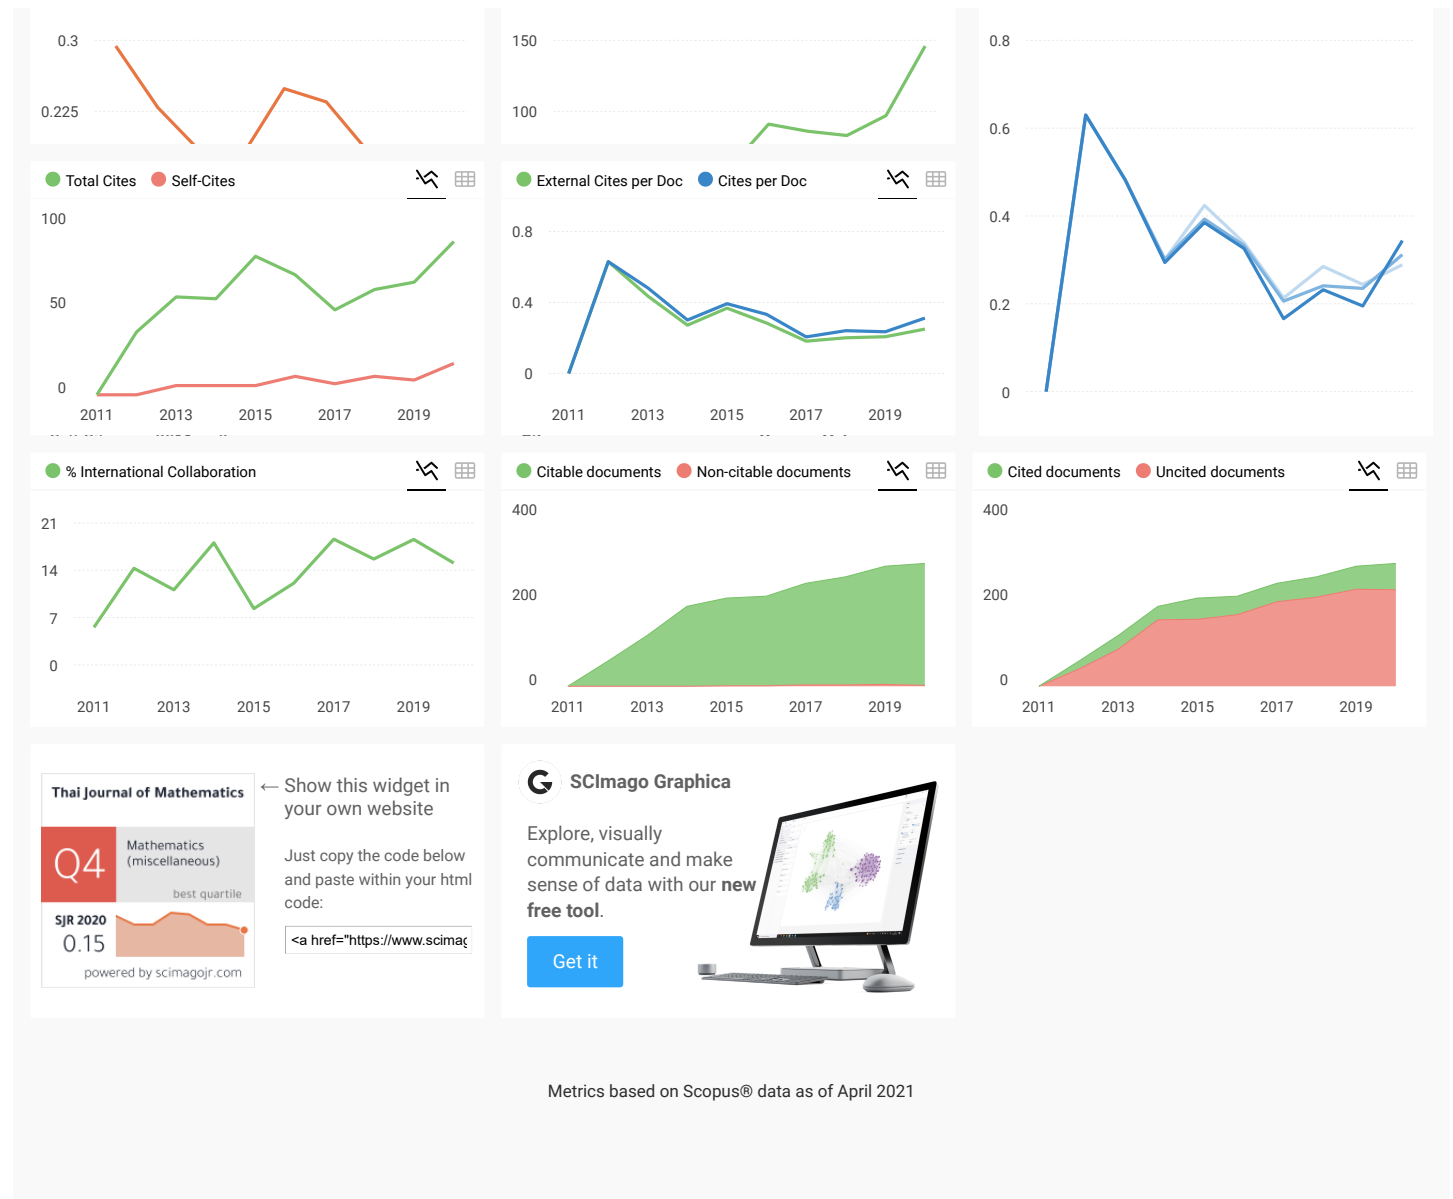 0.3
0.225
150
100
0.8
0.6
0.4
0.2
0
Total Cites Self-Cites
100
50
0
2011 2013 2015 2017 2019
External Cites per Doc Cites per Doc
0.8
0.4
0
2011 2013 2015 2017 2019
% International Collaboration
21
14
7
0
2011 2013 2015 2017 2019
Citable documents Non-citable documents
400
200
0
2011 2013 2015 2017 2019
Cited documents Uncited documents
400
200
0
2011 2013 2015 2017 2019
Thai Journal of Mathematics
Q4
Mathematics
(miscellaneous)
best quartile
SJR 2020
0.15
powered by scimagojr.com
← Show this widget in
your own website
Just copy the code below
and paste within your html
code:
<a href="https://www.scimag
SCImago Graphica
Explore, visually
communicate and make
sense of data with our new
free tool.
Get it
Metrics based on Scopus® data as of April 2021